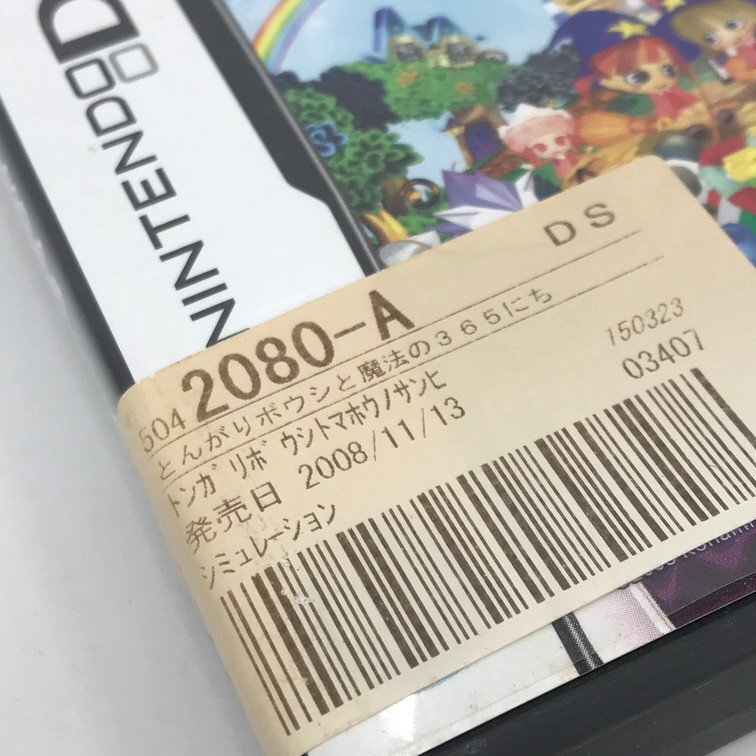 NINTENDO D
DS
504 2080-A
とんがりボウシと魔法の365にち
150323
トンガリボウシトマホウノサンヒ
03407
発売日 2008/11/13
シミュレーション